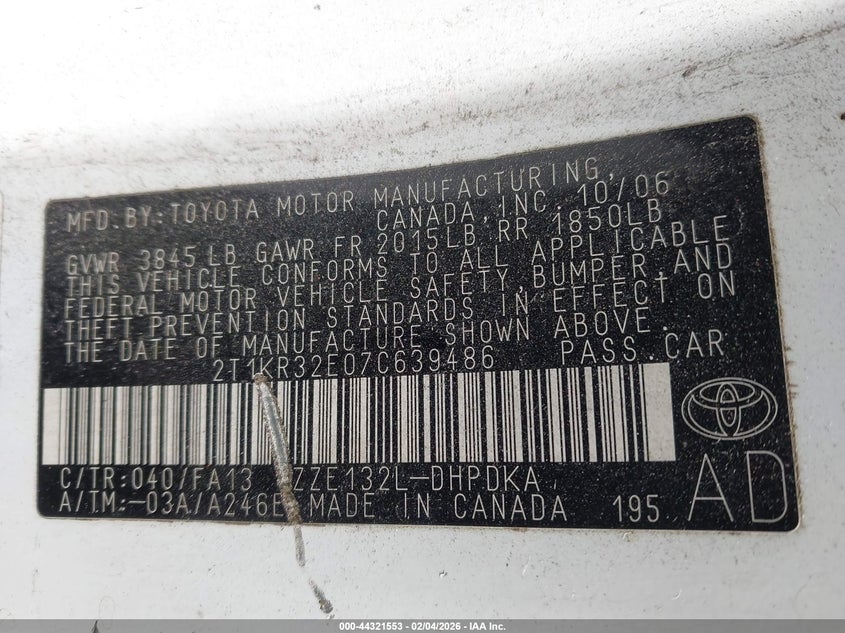 MFD.BY:TOYOTA MOTOR MANUFACTURING,
CANADA, INC. 10/06
GVWR 3845 LB GAWR FR 2015LB RR 1850LB
THIS VEHICLE CONFORMS TO ALL APPLICABLE
FEDERAL MOTOR VEHICLE SAFETY,BUMPER,AND
THEFT PREVENTION STANDARDS IN EFFECT ON
THE DATE OF MANUFACTURE SHOWN ABOVE.
2T1KR32E07C639486 PASS.CAR
C/TR:040/FA13 ZZE132L-DHPDKA
A/TM:-03A/A246E MADE IN CANADA 195
AD
000-44321553 — 02/04/2026 — IAA Inc.